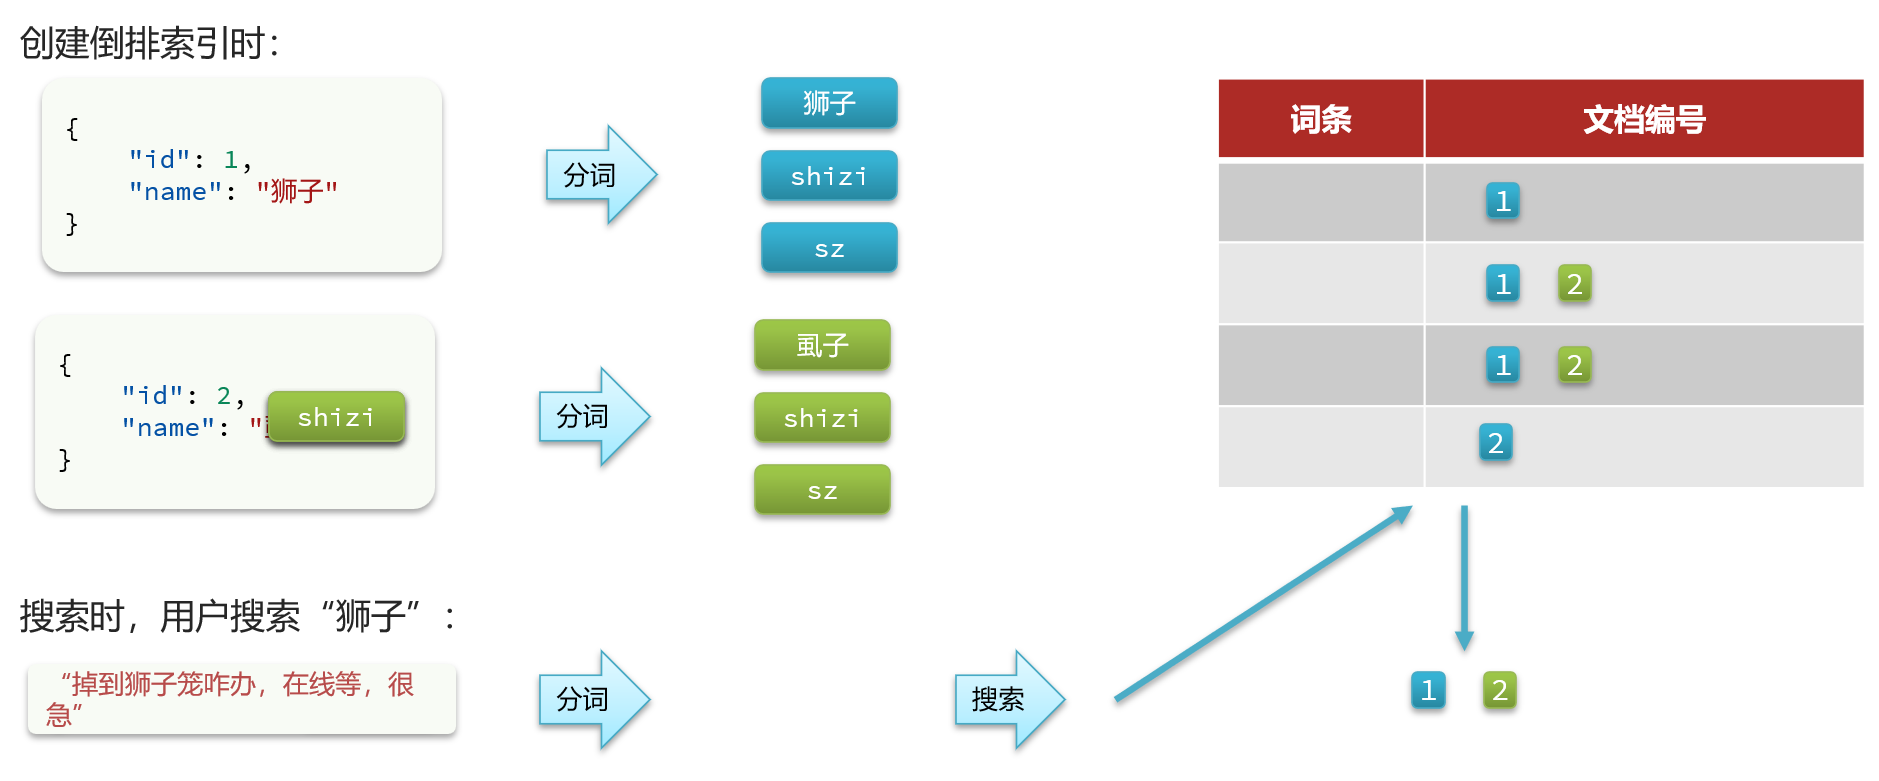 创建倒排索引时：
{
"id": 1,
"name": "狮子"
}
分词
狮子
shizi
sz
{
"id": 2,
"name": "
shizi
}
分词
虱子
shizi
sz
词条 文档编号
1
1 2
1 2
2
搜索时，用户搜索“狮子”：
“掉到狮子笼咋办，在线等，很
急”
分词
搜索
1 2